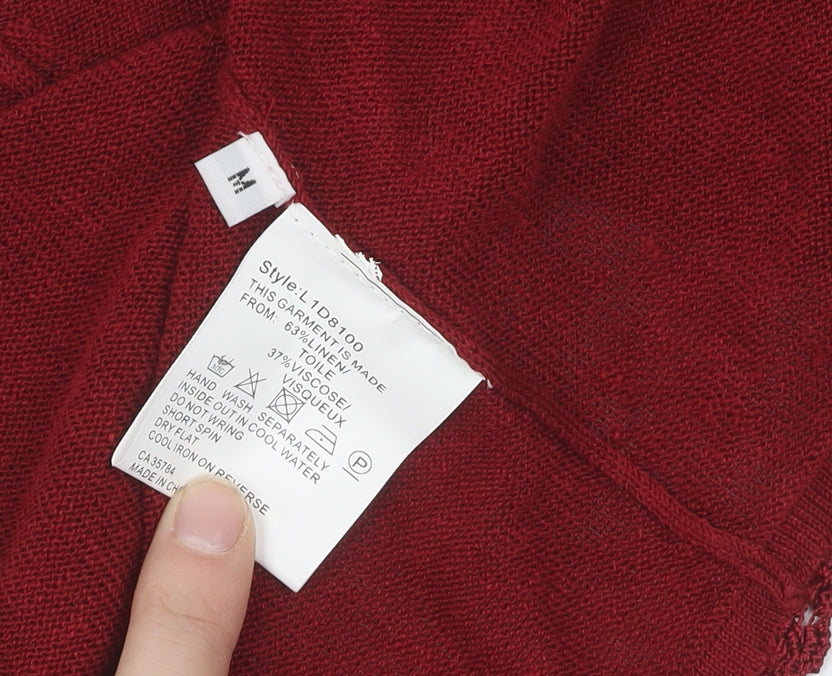 M
Style:L1D8100
THIS GARMENT IS MADE
FROM: 63%LINEN/
TOILE
37%VISCOSE/
VISQUEUX
30C
P
HAND WASH SEPARATELY
INSIDE OUT IN COOL WATER
DO NOT WRING
SHORT SPIN
DRY FLAT
COOL IRON ON REVERSE
CA 35784
MADE IN